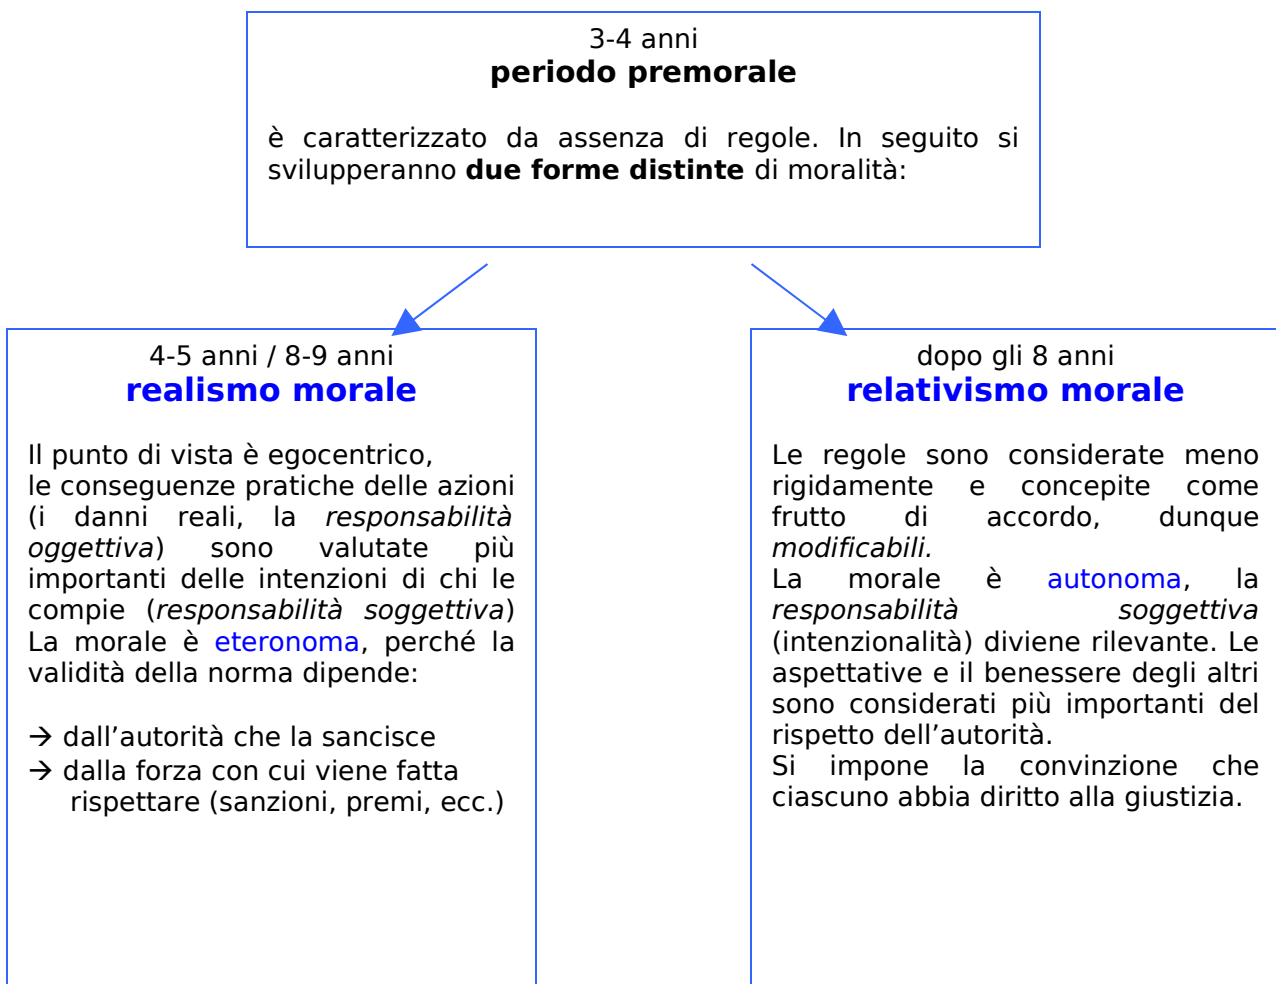 3-4 anni
periodo premorale
è caratterizzato da assenza di regole. In seguito si
svilupperanno due forme distinte di moralità:
4-5 anni / 8-9 anni
realismo morale
Il punto di vista è egocentrico,
le conseguenze pratiche delle azioni
(i danni reali, la responsabilità
oggettiva) sono valutate più
importanti delle intenzioni di chi le
compie (responsabilità soggettiva)
La morale è eteronoma, perché la
validità della norma dipende:
→ dall'autorità che la sancisce
→ dalla forza con cui viene fatta
rispettare (sanzioni, premi, ecc.)
dopo gli 8 anni
relativismo morale
Le regole sono considerate meno
rigidamente e concepite come
frutto di accordo, dunque
modificabili.
La morale è autonoma, la
responsabilità soggettiva
(intenzionalità) diviene rilevante. Le
aspettative e il benessere degli altri
sono considerati più importanti del
rispetto dell'autorità.
Si impone la convinzione che
ciascuno abbia diritto alla giustizia.